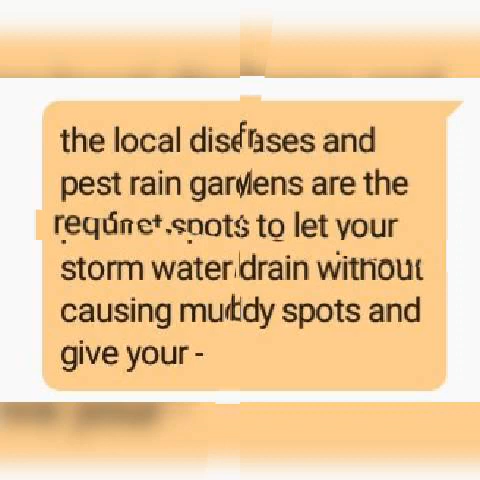 the local diseases and
pest rain gardens are the
spots to let your
storm water drain without
causing muddy spots and
give your -